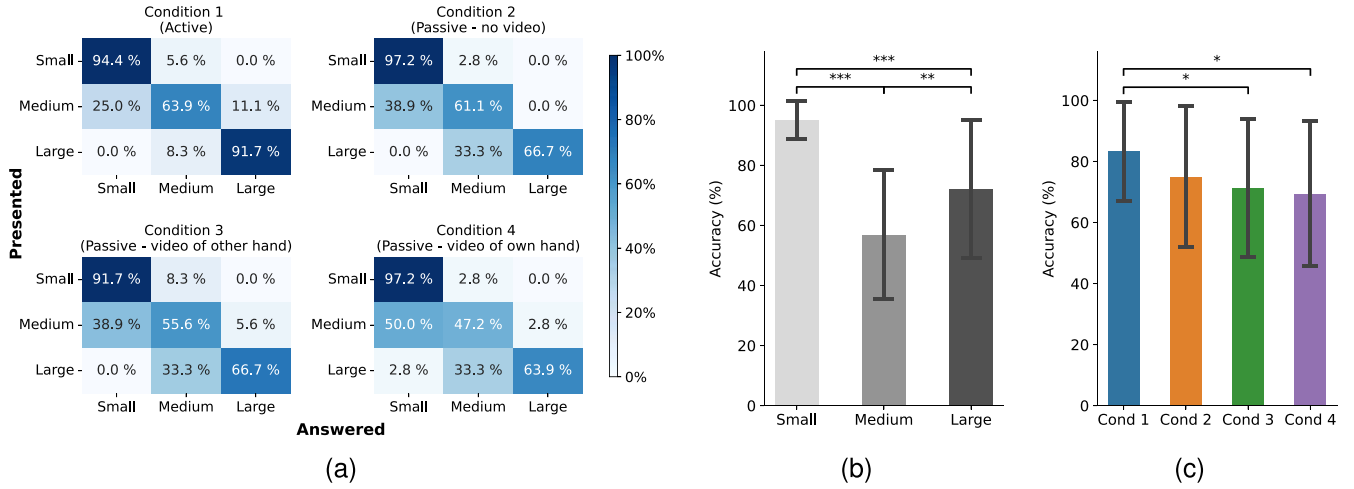 Condition 1
(Active)
Condition 2
(Passive - no video)
Small
94.4 % 5.6 % 0.0 %
97.2 % 2.8 % 0.0 %
Medium
25.0 % 63.9 % 11.1 %
38.9 % 61.1 % 0.0 %
Large
0.0 % 8.3 % 91.7 %
0.0 % 33.3 % 66.7 %
Small Medium Large
Small Medium Large
Condition 3
(Passive - video of other hand)
Condition 4
(Passive - video of own hand)
Small
91.7 % 8.3 % 0.0 %
97.2 % 2.8 % 0.0 %
Medium
38.9 % 55.6 % 5.6 %
50.0 % 47.2 % 2.8 %
Large
0.0 % 33.3 % 66.7 %
2.8 % 33.3 % 63.9 %
Small Medium Large
Small Medium Large
Presented
Answered
100%
80%
60%
40%
20%
0%
(a)
Accuracy (%)
100
80
60
40
20
0
***
*** **
Small Medium Large
(b)
Accuracy (%)
100
80
60
40
20
0
*
*
Cond 1 Cond 2 Cond 3 Cond 4
(c)